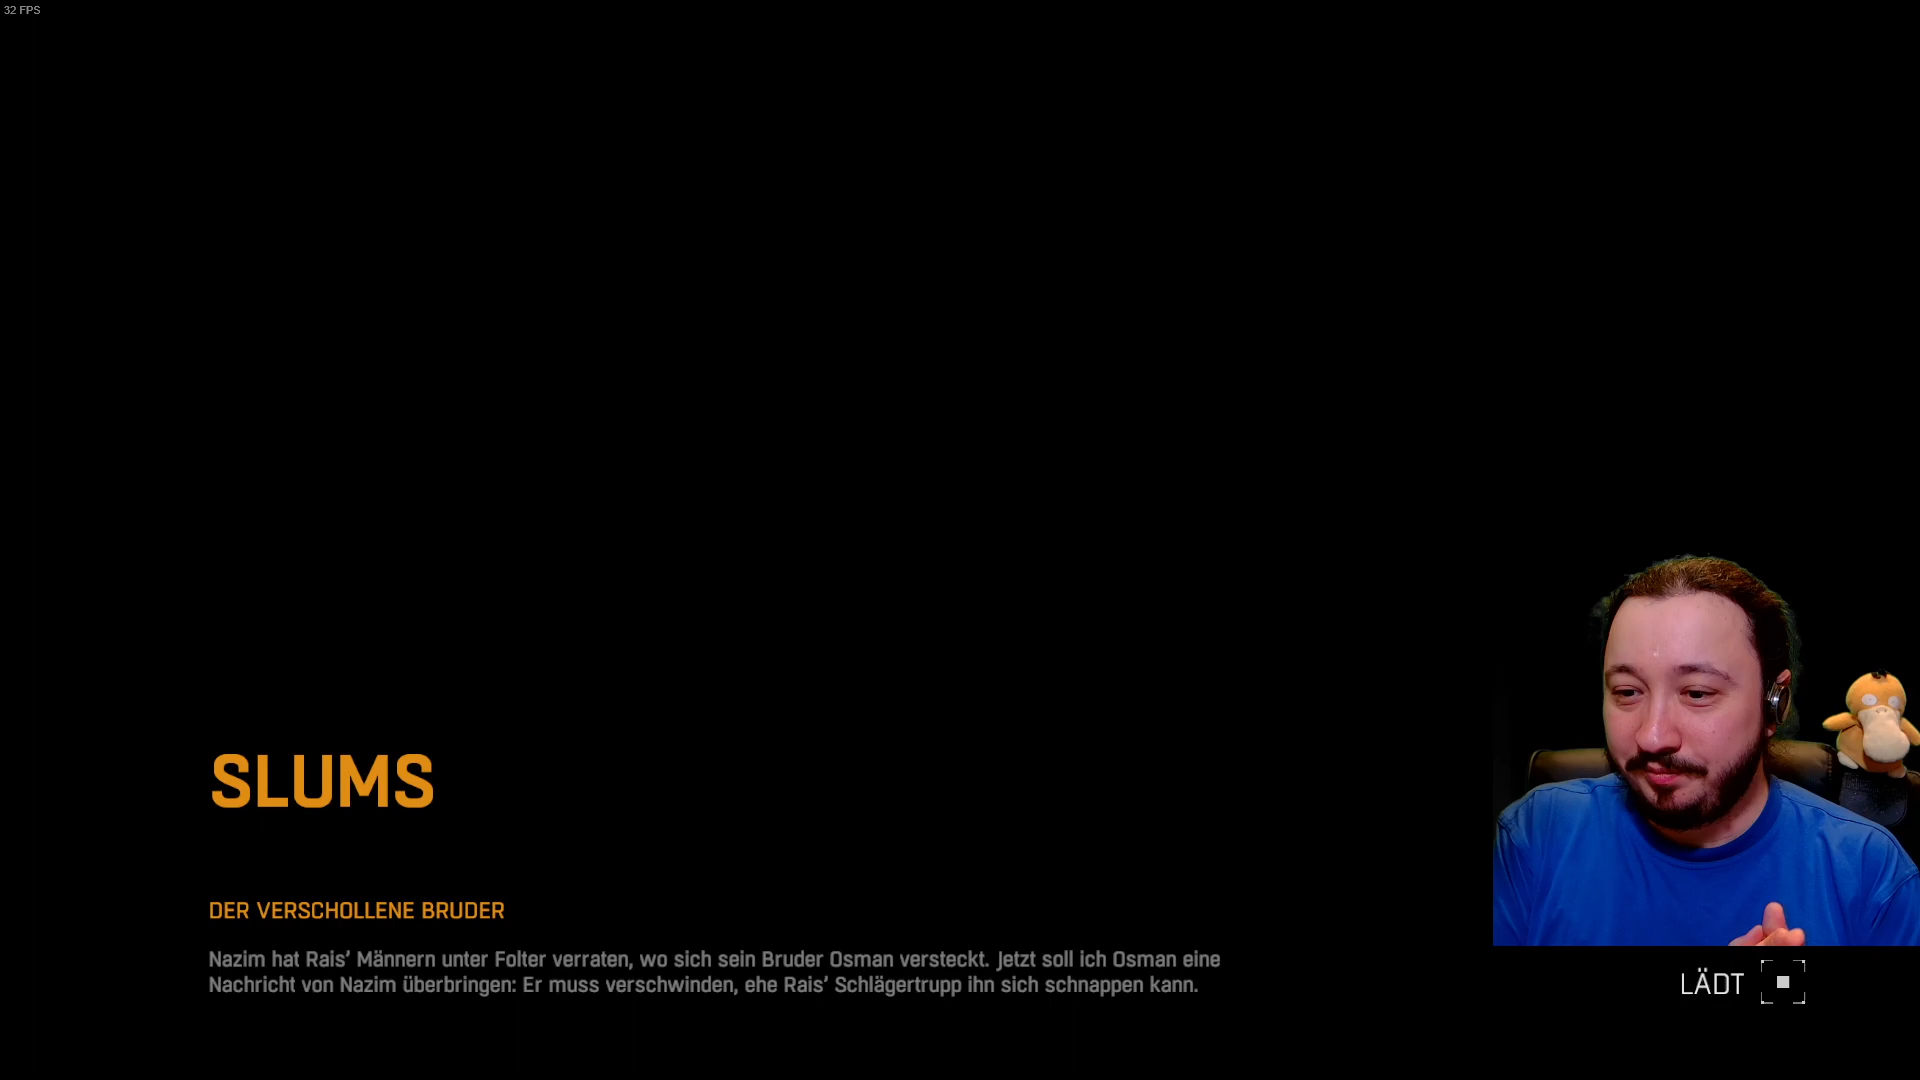 32 FPS
SLUMS
DER VERSCHOLLENE BRUDER
Nazim hat Rais’ Männern unter Folter verraten, wo sich sein Bruder Osman versteckt. Jetzt soll ich Osman eine
Nachricht von Nazim überbringen: Er muss verschwinden, ehe Rais’ Schlägertrupp ihn sich schnappen kann.
LÄDT